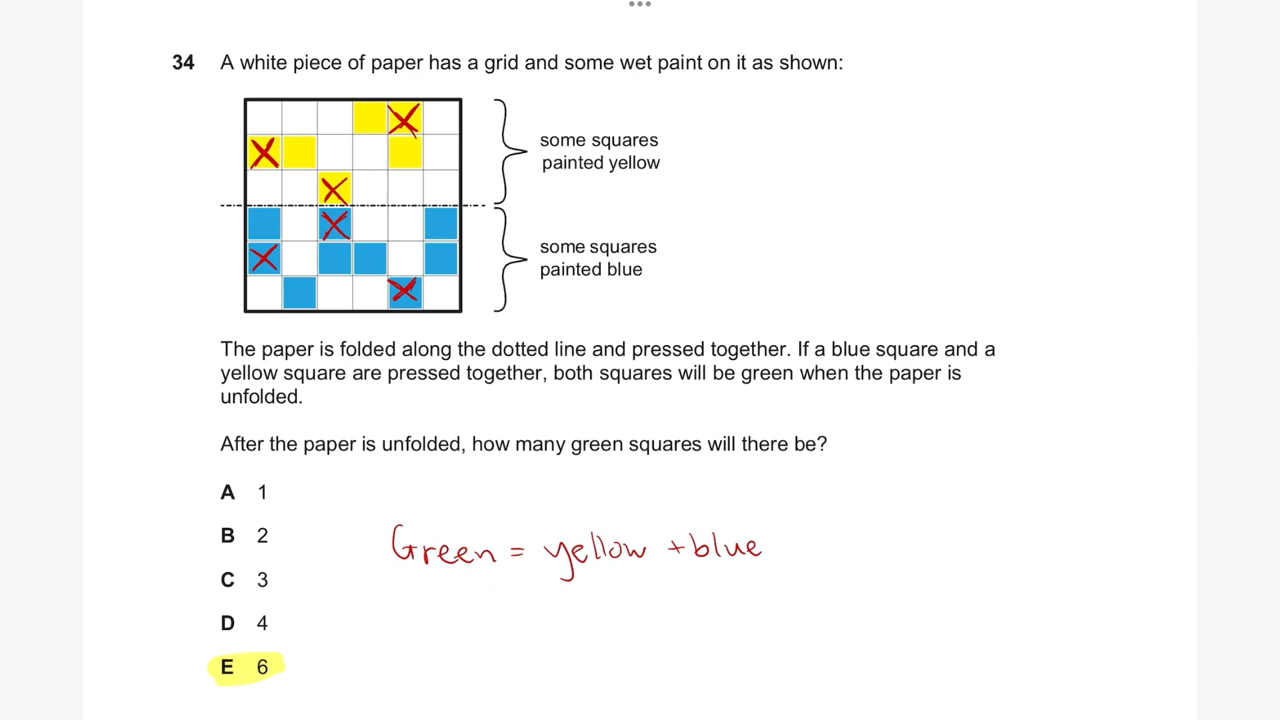 34 A white piece of paper has a grid and some wet paint on it as shown:
some squares
painted yellow
some squares
painted blue
The paper is folded along the dotted line and pressed together. If a blue square and a
yellow square are pressed together, both squares will be green when the paper is
unfolded.
After the paper is unfolded, how many green squares will there be?
A 1
B 2
C 3
D 4
E 6
Green = yellow + blue